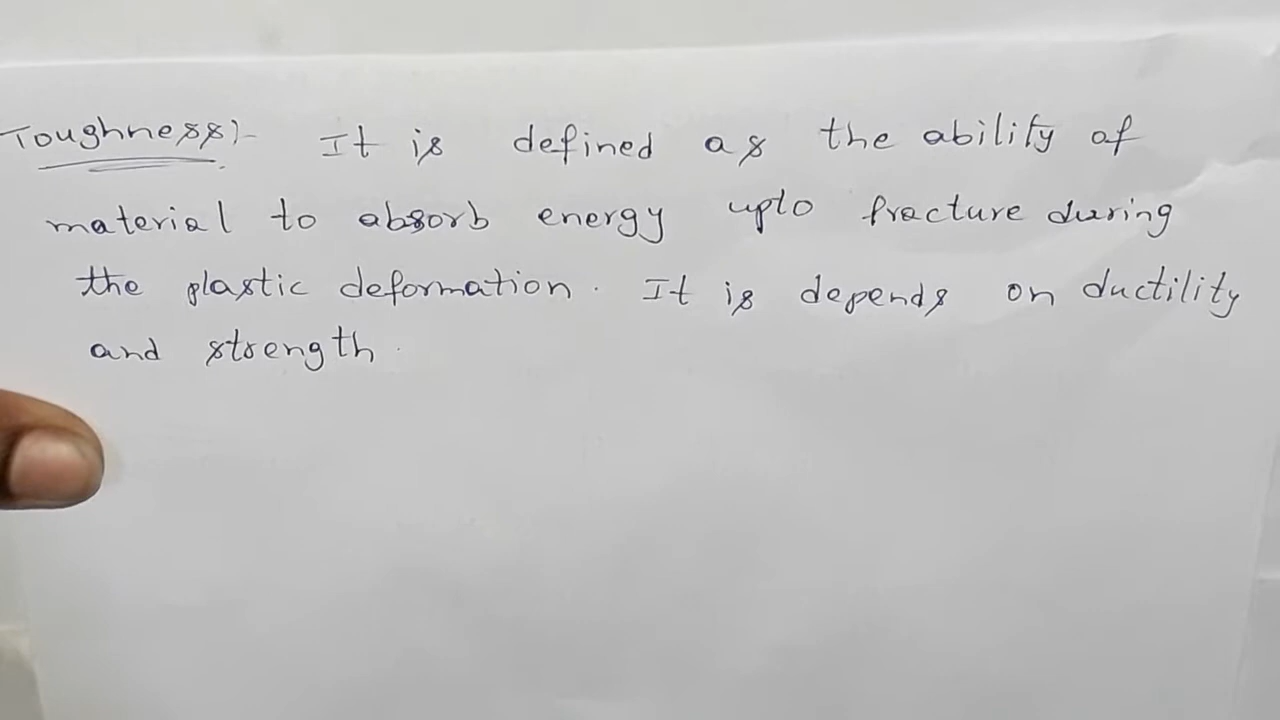 Toughness:- It is defined as the ability of
material to absorb energy upto fracture during
the plastic deformation. It is depends on ductility
and strength.